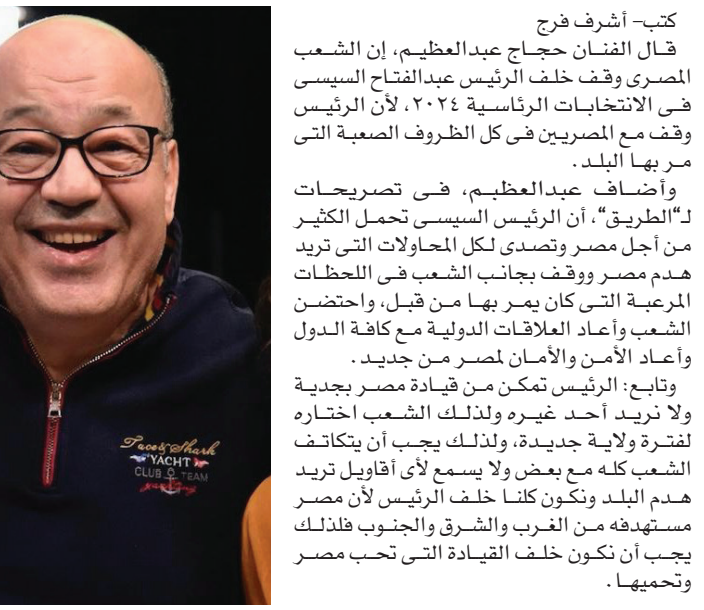 كتب– أشرف فرج
قال الفنان حجاج عبدالعظيم، إن الشعب
المصرى وقف خلف الرئيس عبدالفتاح السيسى
فى الانتخابات الرئاسية ٢٠٢٤، لأن الرئيس
وقف مع المصريين فى كل الظروف الصعبة التى
مر بها البلد.
وأضاف عبدالعظيم، فى تصريحات
لـ“الطريق“، أن الرئيس السيسى تحمل الكثير
من أجل مصر وتصدى لكل المحاولات التى تريد
هدم مصر ووقف بجانب الشعب فى اللحظات
المرعبة التى كان يمر بها من قبل، واحتضن
الشعب وأعاد العلاقات الدولية مع كافة الدول
وأعاد الأمن والأمان لمصر من جديد.
وتابع: الرئيس تمكن من قيادة مصر بجدية
ولا نريد أحد غيره ولذلك الشعب اختاره
لفترة ولاية جديدة، ولذلك يجب أن يتكاتف
الشعب كله مع بعض ولا يسمع لأى أقاويل تريد
هدم البلد ونكون كلنا خلف الرئيس لأن مصر
مستهدفه من الغرب والشرق والجنوب فلذلك
يجب أن نكون خلف القيادة التى تحب مصر
وتحميها.
&Shark
YACHT
CLUB TEAM